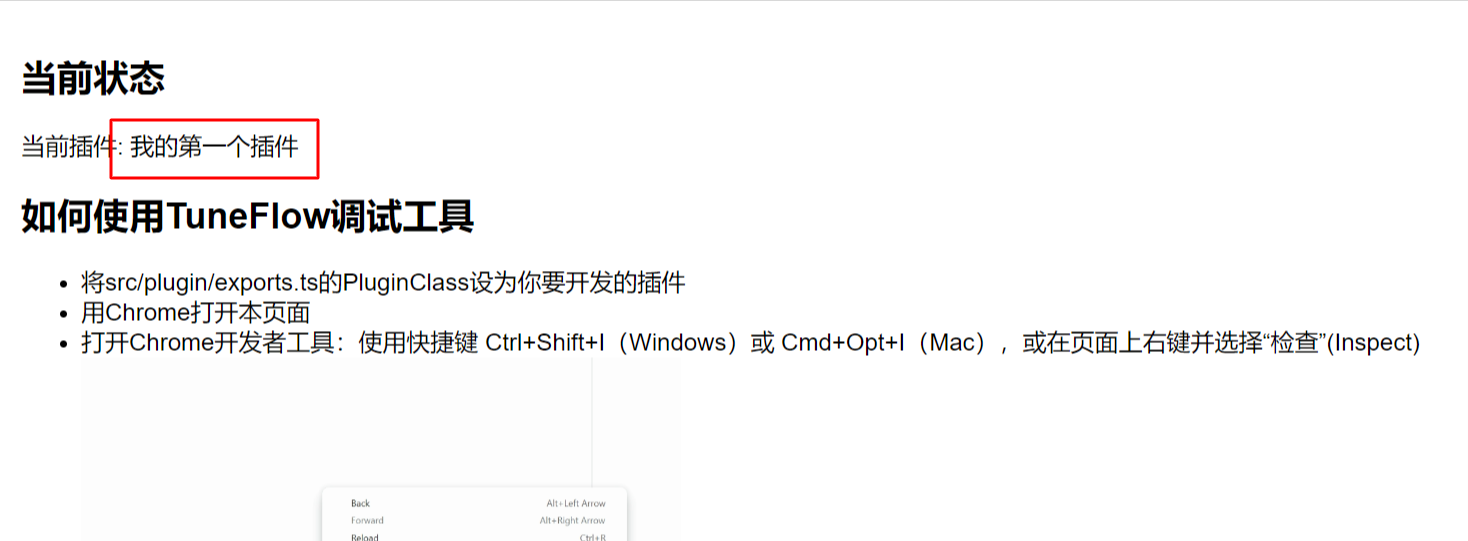 当前状态
当前插件: 我的第一个插件
如何使用TuneFlow调试工具
将src/plugin/exports.ts的PluginClass设为你要开发的插件
用Chrome打开本页面
打开Chrome开发者工具：使用快捷键 Ctrl+Shift+I（Windows）或 Cmd+Opt+I（Mac），或在页面上右键并选择“检查”(Inspect)
Back Alt+Left Arrow
Forward Alt+Right Arrow
Reload Ctrl+R